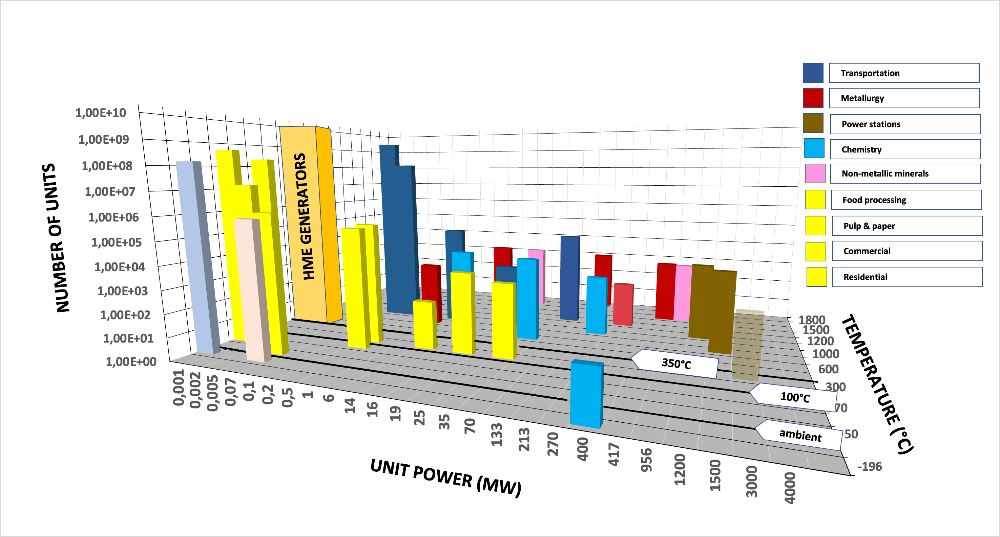 NUMBER OF UNITS
1,00E+10
1,00E+09
1,00E+08
1,00E+07
1,00E+06
1,00E+05
1,00E+04
1,00E+03
1,00E+02
1,00E+01
1,00E+00
HME GENERATORS
Transportation
Metallurgy
Power stations
Chemistry
Non-metallic minerals
Food processing
Pulp & paper
Commercial
Residential
0,001
0,002
0,005
0,07
0,1
0,2
0,5
1
6
14
16
19
25
35
70
133
213
270
400
417
956
1200
1500
3000
4000
UNIT POWER (MW)
1800
1500
1200
1000
600
300
70
50
-196
TEMPERATURE (°C)
350°C
100°C
ambient